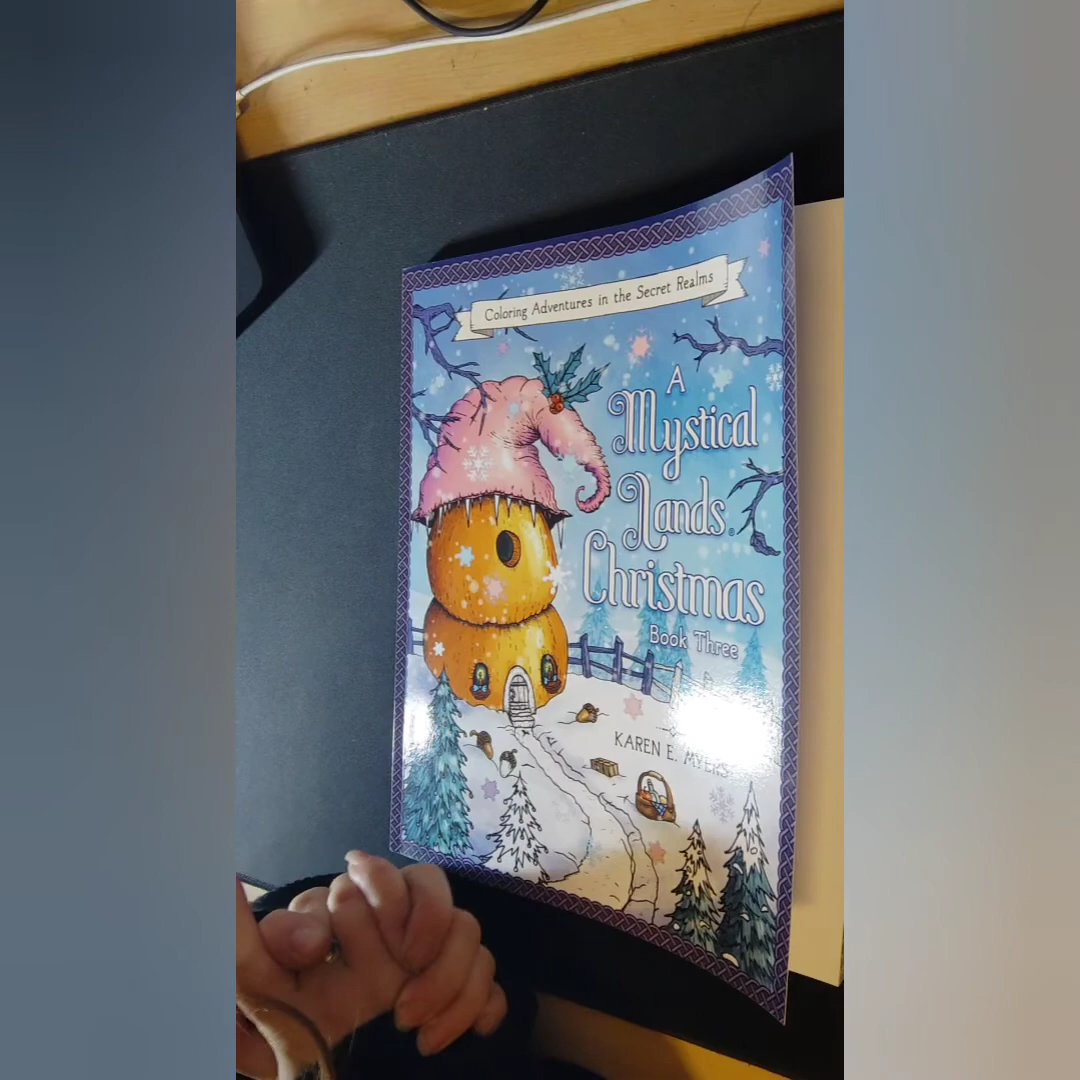 Coloring Adventures in the Secret Realms
A
Mystical
Lands®
Christmas
Book Three
KAREN E. MYERS